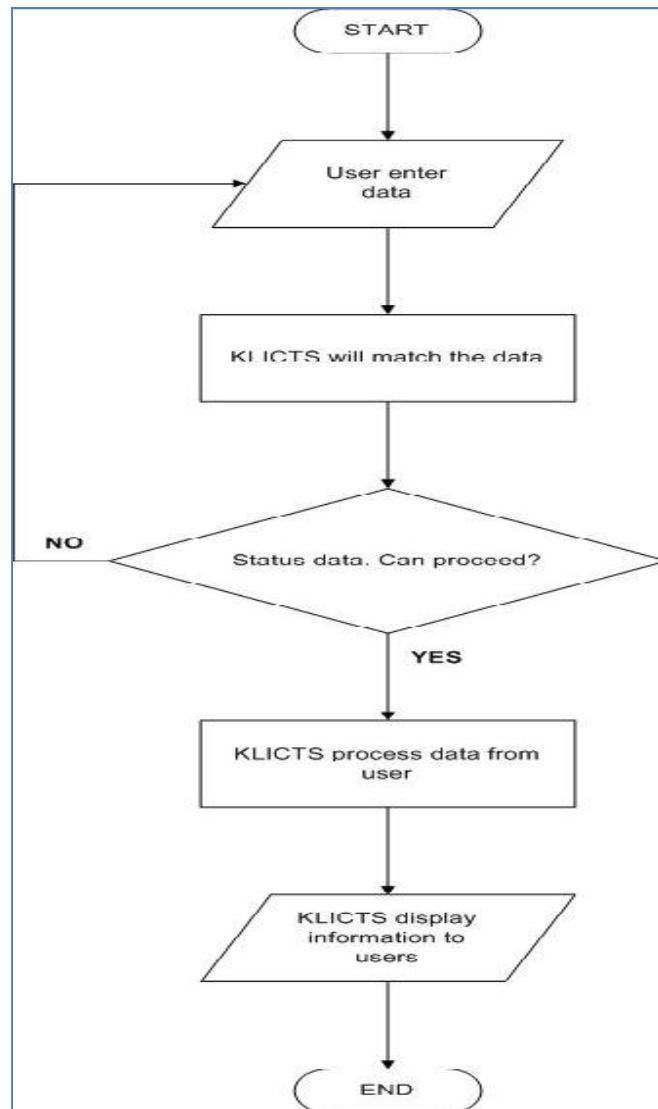 START
User enter
data
KLICTS will match the data
Status data. Can proceed?
NO
YES
KLICTS process data from
user
KLICTS display
information to
users
END